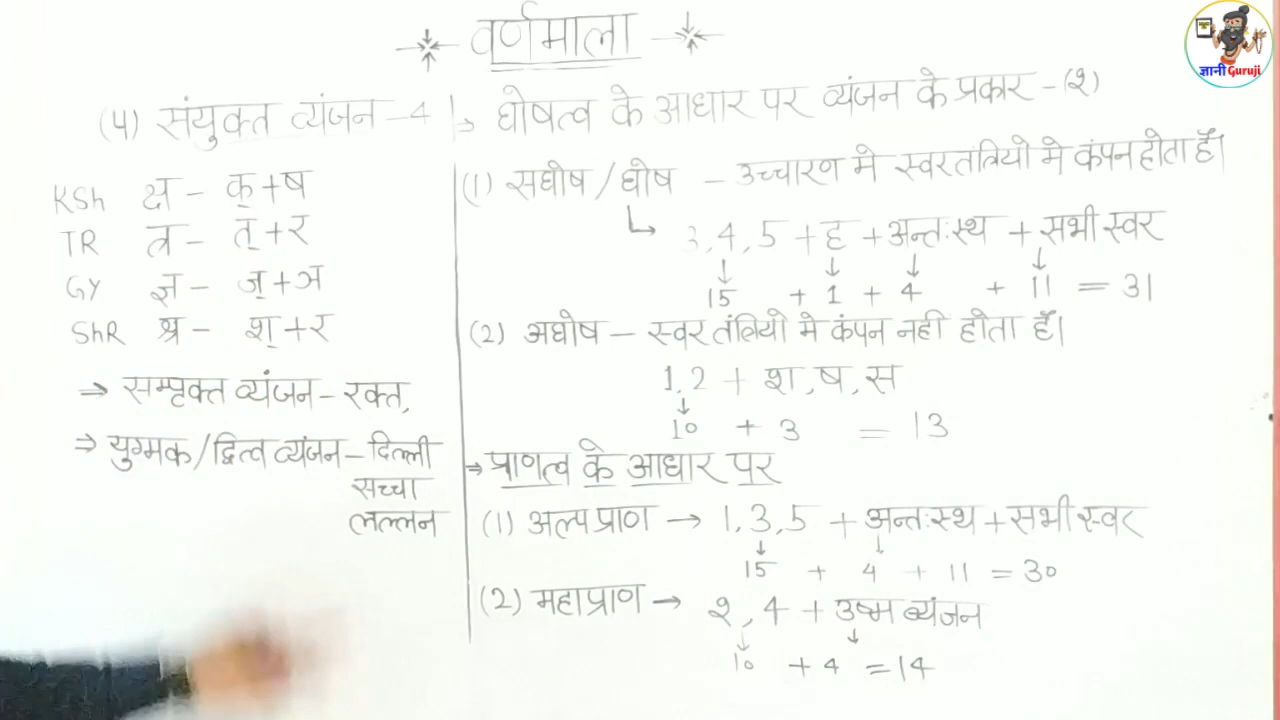 वर्णमाला
ज्ञानी Guruji
(५) संयुक्त व्यंजन - 4
KSh क्ष - क् + ष
TR त्र - त् + र
GY ज्ञ - ज् + ञ
ShR श्र - श् + र
⇒ सम्पृक्त व्यंजन - रक्त,
⇒ युग्मक / द्वित्व व्यंजन - दिल्ली
सच्चा
लल्लन
→ घोषत्व के आधार पर व्यंजन के प्रकार - (२)
(1) सघोष / घोष - उच्चारण मे स्वरतंत्रियो मे कंपन होता हैं।
↳ 3, 4, 5 + ह + अन्तःस्थ + सभी स्वर
↓ ↓ ↓ ↓
15 + 1 + 4 + 11 = 31
(2) अघोष - स्वर तंत्रियो मे कंपन नही होता हैं।
1, 2 + श, ष, स
↓
10 + 3 = 13
⇒ प्राणत्व के आधार पर
(1) अल्पप्राण → 1, 3, 5 + अन्तःस्थ + सभी स्वर
↓ ↓
15 + 4 + 11 = 30
(2) महाप्राण → २, 4 + उष्म व्यंजन
↓ ↓
10 + 4 = 14